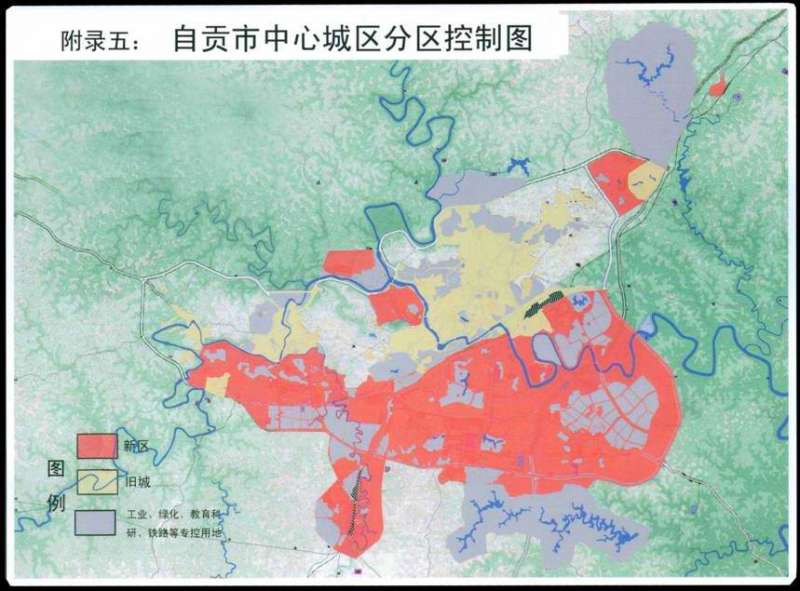 附录五： 自贡市中心城区分区控制图
图例
新区
旧城
工业、绿化、教育科
研、铁路等专控用地